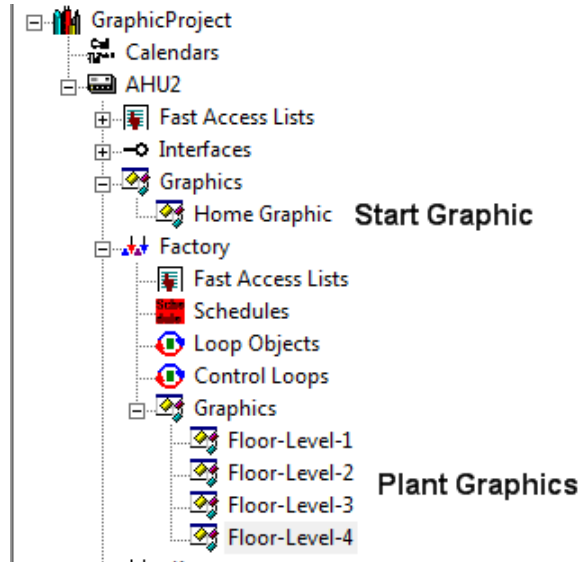 GraphicProject
Calendars
AHU2
Fast Access Lists
Interfaces
Graphics
Home Graphic Start Graphic
Factory
Fast Access Lists
Schedules
Loop Objects
Control Loops
Graphics
Floor-Level-1
Floor-Level-2
Floor-Level-3 Plant Graphics
Floor-Level-4